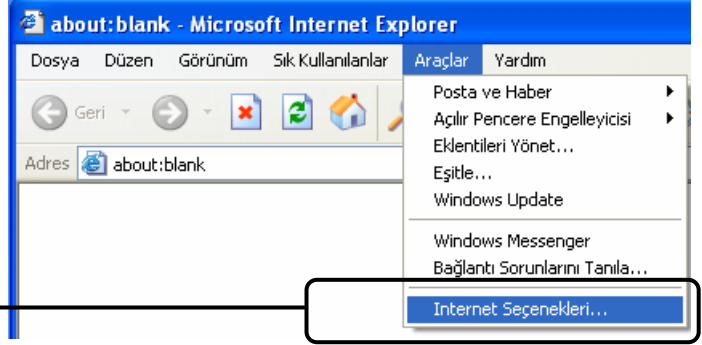 about:blank - Microsoft Internet Explorer
Dosya Düzen Görünüm Sık Kullanılanlar Araçlar Yardım
Geri
Adres about:blank
Posta ve Haber
Açılır Pencere Engelleyicisi
Eklentileri Yönet...
Eşitle...
Windows Update
Windows Messenger
Bağlantı Sorunlarını Tanıla...
Internet Seçenekleri...